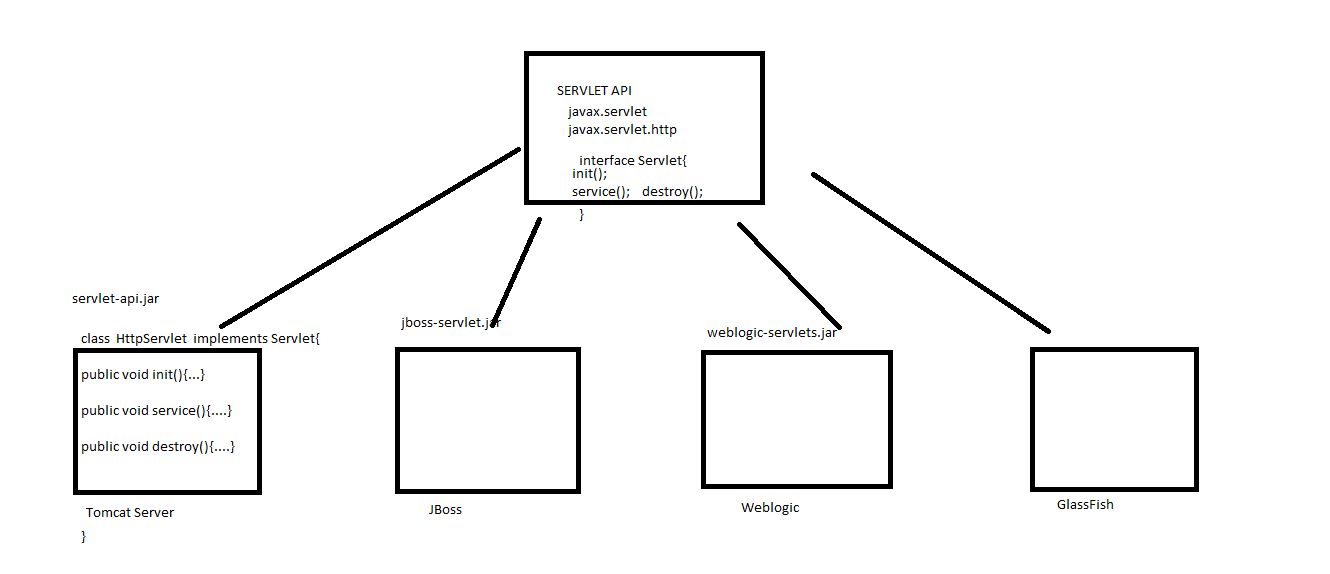 SERVLET API
javax.servlet
javax.servlet.http
interface Servlet{
init();
service();    destroy();
}
servlet-api.jar
class  HttpServlet  implements Servlet{
public void init(){...}
public void service(){....}
public void destroy(){....}
Tomcat Server
}
jboss-servlet.jar
JBoss
weblogic-servlets.jar
Weblogic
GlassFish